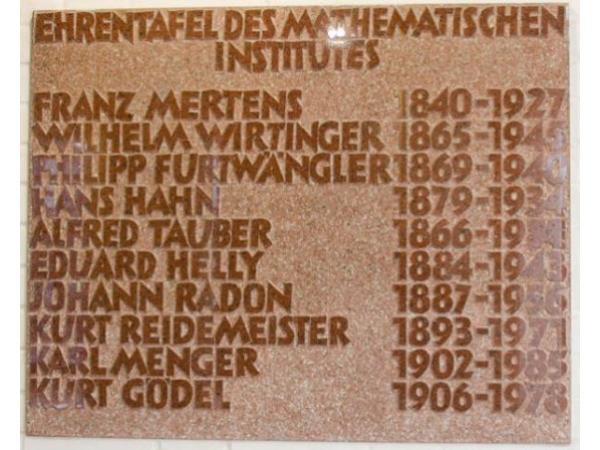 EHRENTAFEL DES MATHEMATISCHEN
INSTITUTES
FRANZ MERTENS 1840-1927
WILHELM WIRTINGER 1865-1945
PHILIPP FURTWÄNGLER 1869-1940
HANS HAHN 1879-1934
ALFRED TAUBER 1866-
EDUARD HELLY 1884-1943
JOHANN RADON 1887-1956
KURT REIDEMEISTER 1893-1971
KARL MENGER 1902-1985
KURT GÖDEL 1906-1978